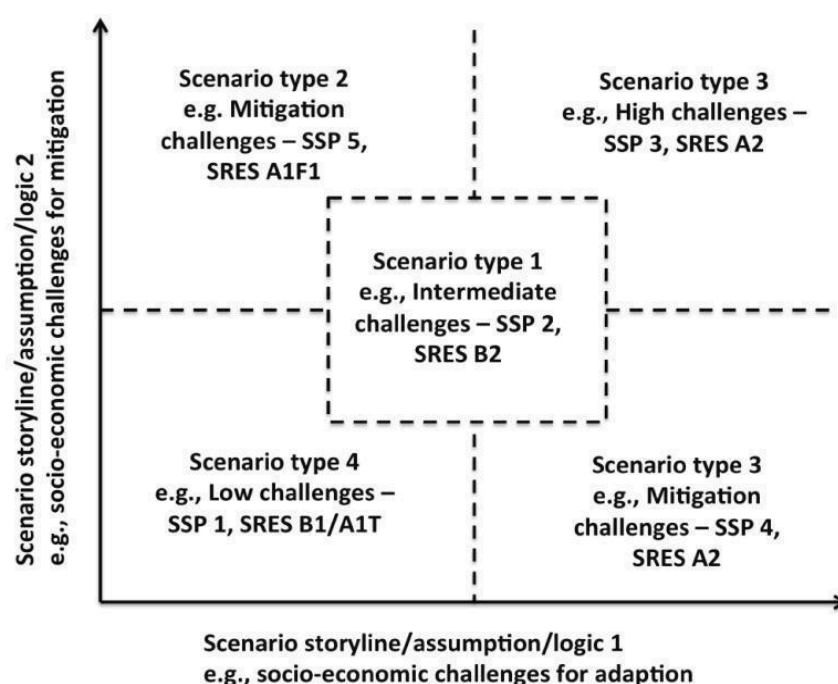 Scenario storyline/assumption/logic 2
e.g., socio-economic challenges for mitigation
Scenario type 2
e.g. Mitigation
challenges – SSP 5,
SRES A1F1
Scenario type 3
e.g., High challenges –
SSP 3, SRES A2
Scenario type 1
e.g., Intermediate
challenges – SSP 2,
SRES B2
Scenario type 4
e.g., Low challenges –
SSP 1, SRES B1/A1T
Scenario type 3
e.g., Mitigation
challenges – SSP 4,
SRES A2
Scenario storyline/assumption/logic 1
e.g., socio-economic challenges for adaption